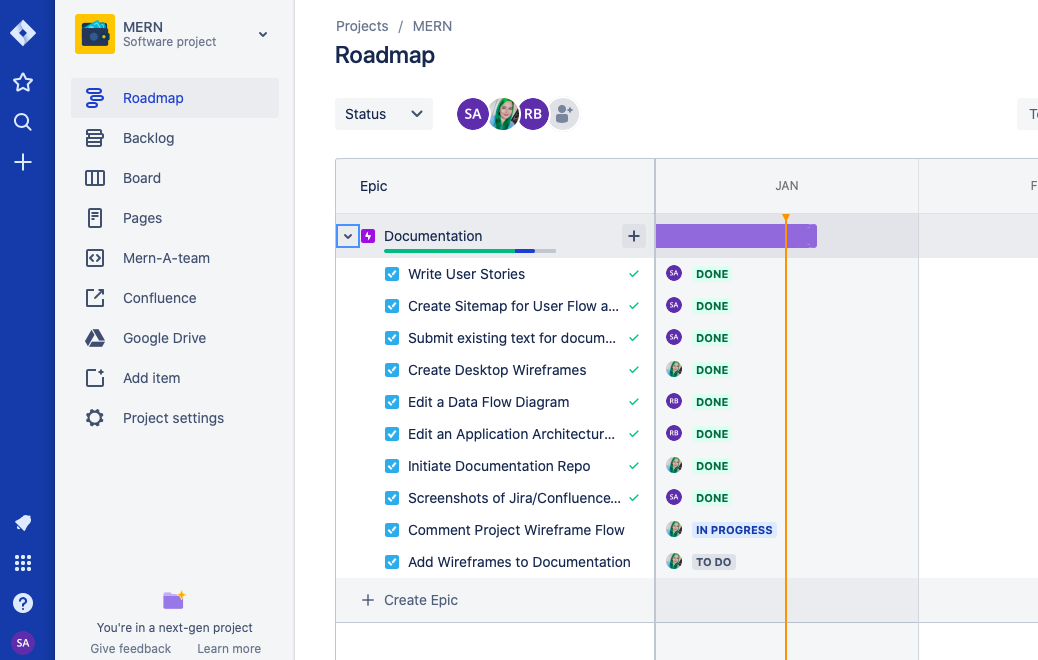 MERN
Software project
Roadmap
Backlog
Board
Pages
Mern-A-team
Confluence
Google Drive
Add item
Project settings
You're in a next-gen project
Give feedback Learn more
SA
Projects / MERN
Roadmap
Status SA RB
Epic JAN
Documentation
Write User Stories SA DONE
Create Sitemap for User Flow a... SA DONE
Submit existing text for docum... SA DONE
Create Desktop Wireframes DONE
Edit a Data Flow Diagram RB DONE
Edit an Application Architectur... RB DONE
Initiate Documentation Repo DONE
Screenshots of Jira/Confluence... SA DONE
Comment Project Wireframe Flow IN PROGRESS
Add Wireframes to Documentation TO DO
Create Epic